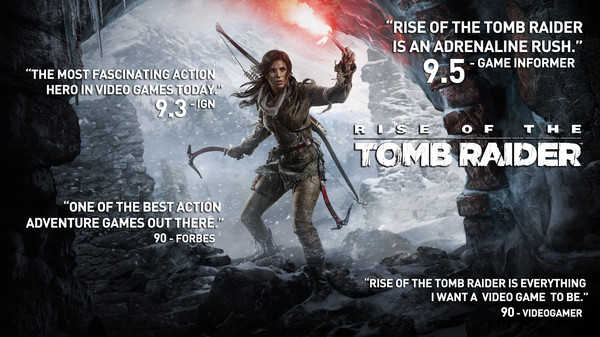 "RISE OF THE TOMB RAIDER
IS AN ADRENALINE RUSH."
9.5 - GAME INFORMER
"THE MOST FASCINATING ACTION
HERO IN VIDEO GAMES TODAY."
9.3 - IGN
RISE OF THE
TOMB RAIDER
"ONE OF THE BEST ACTION
ADVENTURE GAMES OUT THERE."
90 - FORBES
"RISE OF THE TOMB RAIDER IS EVERYTHING
I WANT A VIDEO GAME TO BE."
90 - VIDEOGAMER